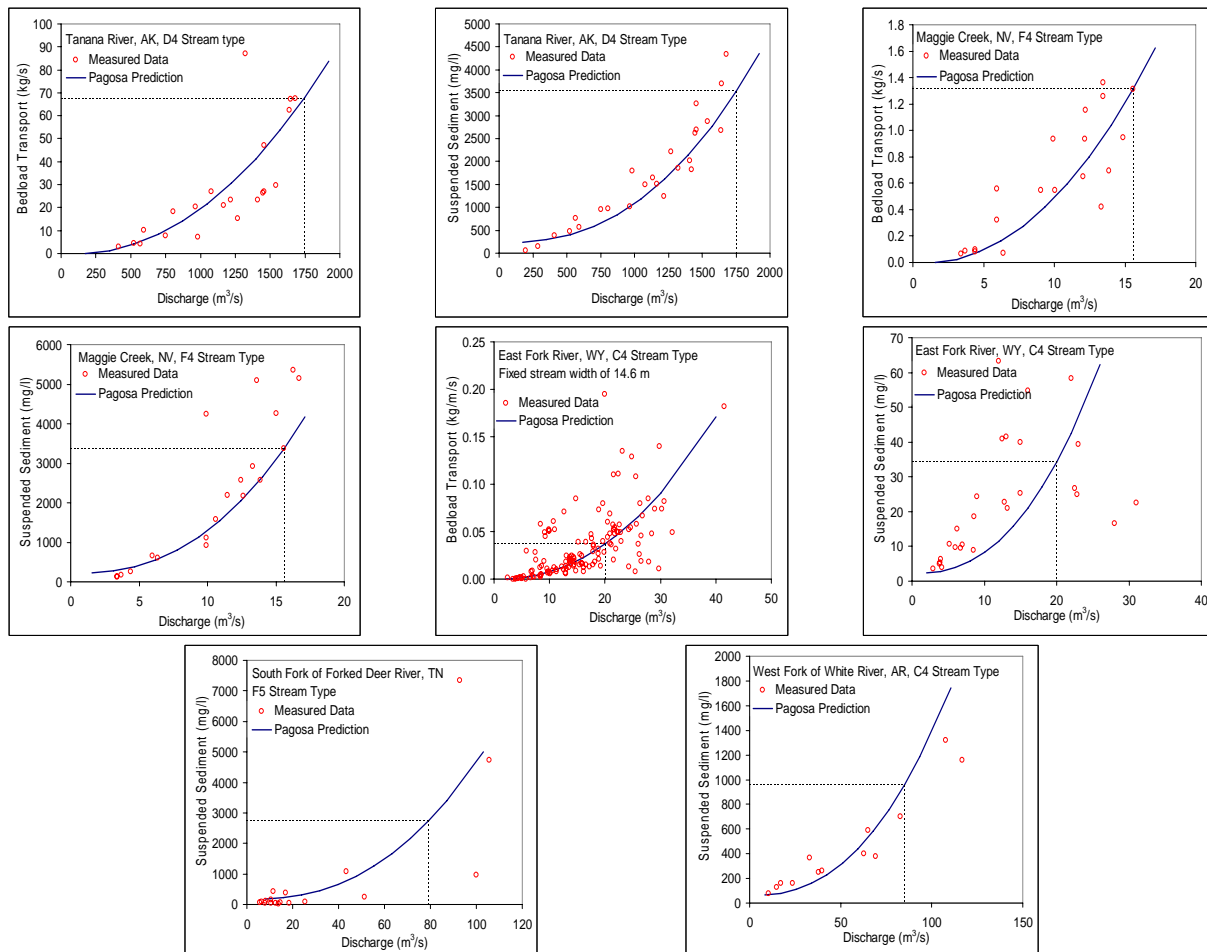 Tanana River, AK, D4 Stream type
Measured Data
Pagosa Prediction
Bedload Transport (kg/s)
100
90
80
70
60
50
40
30
20
10
0
0 250 500 750 1000 1250 1500 1750 2000
Discharge (m³/s)
Tanana River, AK, D4 Stream Type
Measured Data
Pagosa Prediction
Suspended Sediment (mg/l)
5000
4500
4000
3500
3000
2500
2000
1500
1000
500
0
0 250 500 750 1000 1250 1500 1750 2000
Discharge (m³/s)
Maggie Creek, NV, F4 Stream Type
Measured Data
Pagosa Prediction
Bedload Transport (kg/s)
1.8
1.6
1.4
1.2
1.0
0.8
0.6
0.4
0.2
0.0
0 5 10 15 20
Discharge (m³/s)
Maggie Creek, NV, F4 Stream Type
Measured Data
Pagosa Prediction
Suspended Sediment (mg/l)
6000
5000
4000
3000
2000
1000
0
0 5 10 15 20
Discharge (m³/s)
East Fork River, WY, C4 Stream Type
Fixed stream width of 14.6 m
Measured Data
Pagosa Prediction
Bedload Transport (kg/m/s)
0.25
0.20
0.15
0.10
0.05
0.00
0 10 20 30 40 50
Discharge (m³/s)
East Fork River, WY, C4 Stream Type
Measured Data
Pagosa Prediction
Suspended Sediment (mg/l)
70
60
50
40
30
20
10
0
0 10 20 30 40
Discharge (m³/s)
South Fork of Forked Deer River, TN
F5 Stream Type
Measured Data
Pagosa Prediction
Suspended Sediment (mg/l)
8000
7000
6000
5000
4000
3000
2000
1000
0
0 20 40 60 80 100 120
Discharge (m³/s)
West Fork of White River, AR, C4 Stream Type
Measured Data
Pagosa Prediction
Suspended Sediment (mg/l)
2000
1800
1600
1400
1200
1000
800
600
400
200
0
0 50 100 150
Discharge (m³/s)